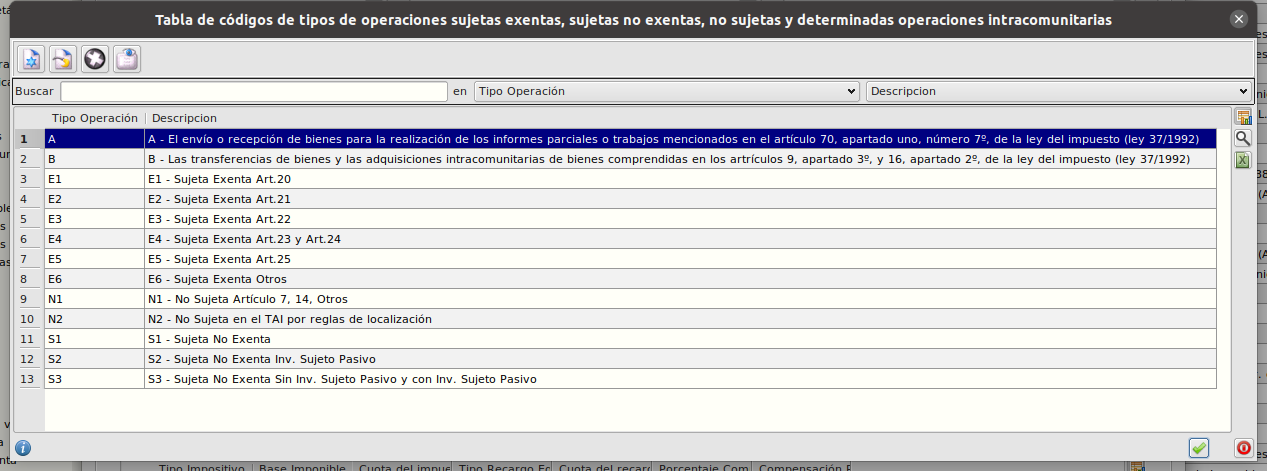 Tabla de códigos de tipos de operaciones sujetas exentas, sujetas no exentas, no sujetas y determinadas operaciones intracomunitarias
Buscar en Tipo Operación Descripcion
Tipo Operación Descripcion
1 A A - El envío o recepción de bienes para la realización de los informes parciales o trabajos mencionados en el artículo 70, apartado uno, número 7º, de la ley del impuesto (ley 37/1992)
2 B B - Las transferencias de bienes y las adquisiciones intracomunitarias de bienes comprendidas en los artrículos 9, apartado 3º, y 16, apartado 2º, de la ley del impuesto (ley 37/1992)
3 E1 E1 - Sujeta Exenta Art.20
4 E2 E2 - Sujeta Exenta Art.21
5 E3 E3 - Sujeta Exenta Art.22
6 E4 E4 - Sujeta Exenta Art.23 y Art.24
7 E5 E5 - Sujeta Exenta Art.25
8 E6 E6 - Sujeta Exenta Otros
9 N1 N1 - No Sujeta Artículo 7, 14, Otros
10 N2 N2 - No Sujeta en el TAI por reglas de localización
11 S1 S1 - Sujeta No Exenta
12 S2 S2 - Sujeta No Exenta Inv. Sujeto Pasivo
13 S3 S3 - Sujeta No Exenta Sin Inv. Sujeto Pasivo y con Inv. Sujeto Pasivo
Tipo Impositivo Base Imponible Cuota del impue Tipo Recargo Ec Cuota del recar Porcentaje Com Compensación